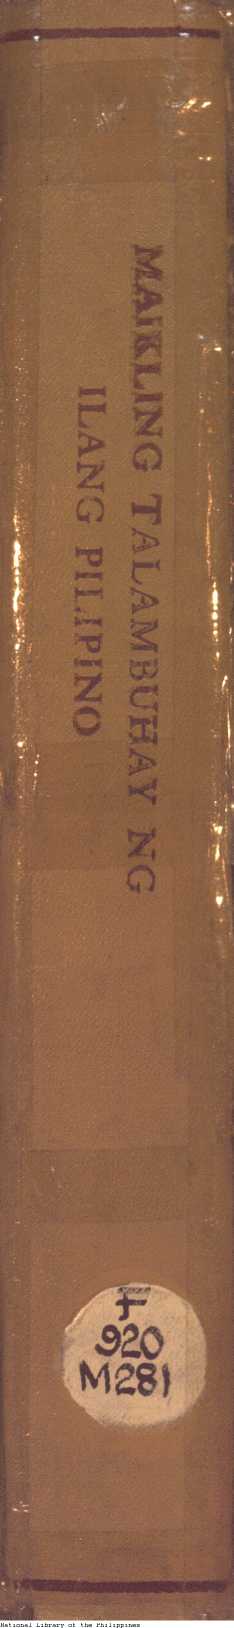 MAIKLING TALAMBUHAY NG
ILANG PILIPINO
F
920
M281
National Library of the Philippines